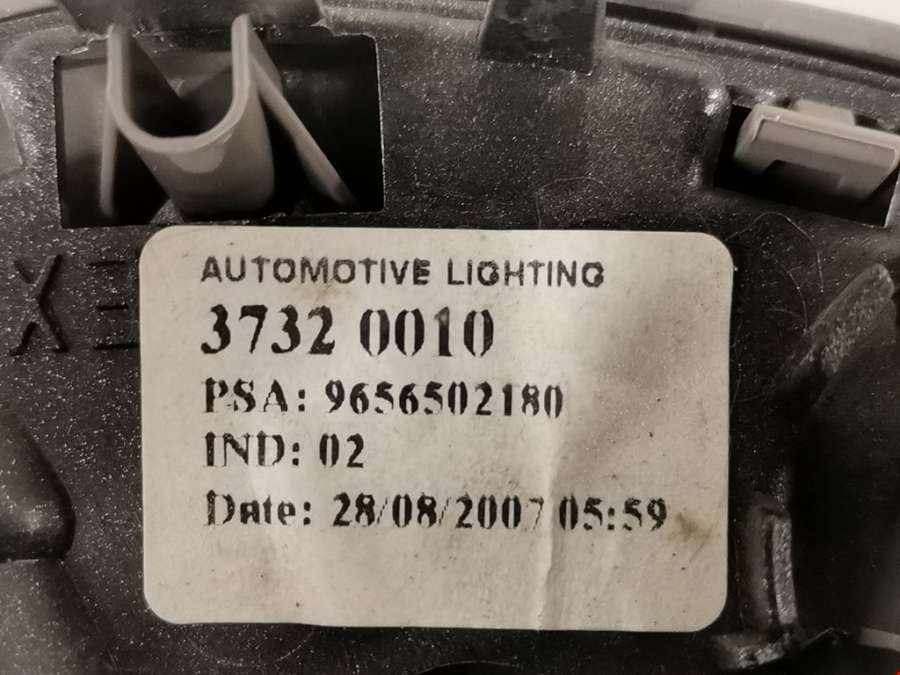 AUTOMOTIVE LIGHTING
3732 0010
PSA: 9656502180
IND: 02
Date: 28/08/2007 05:59